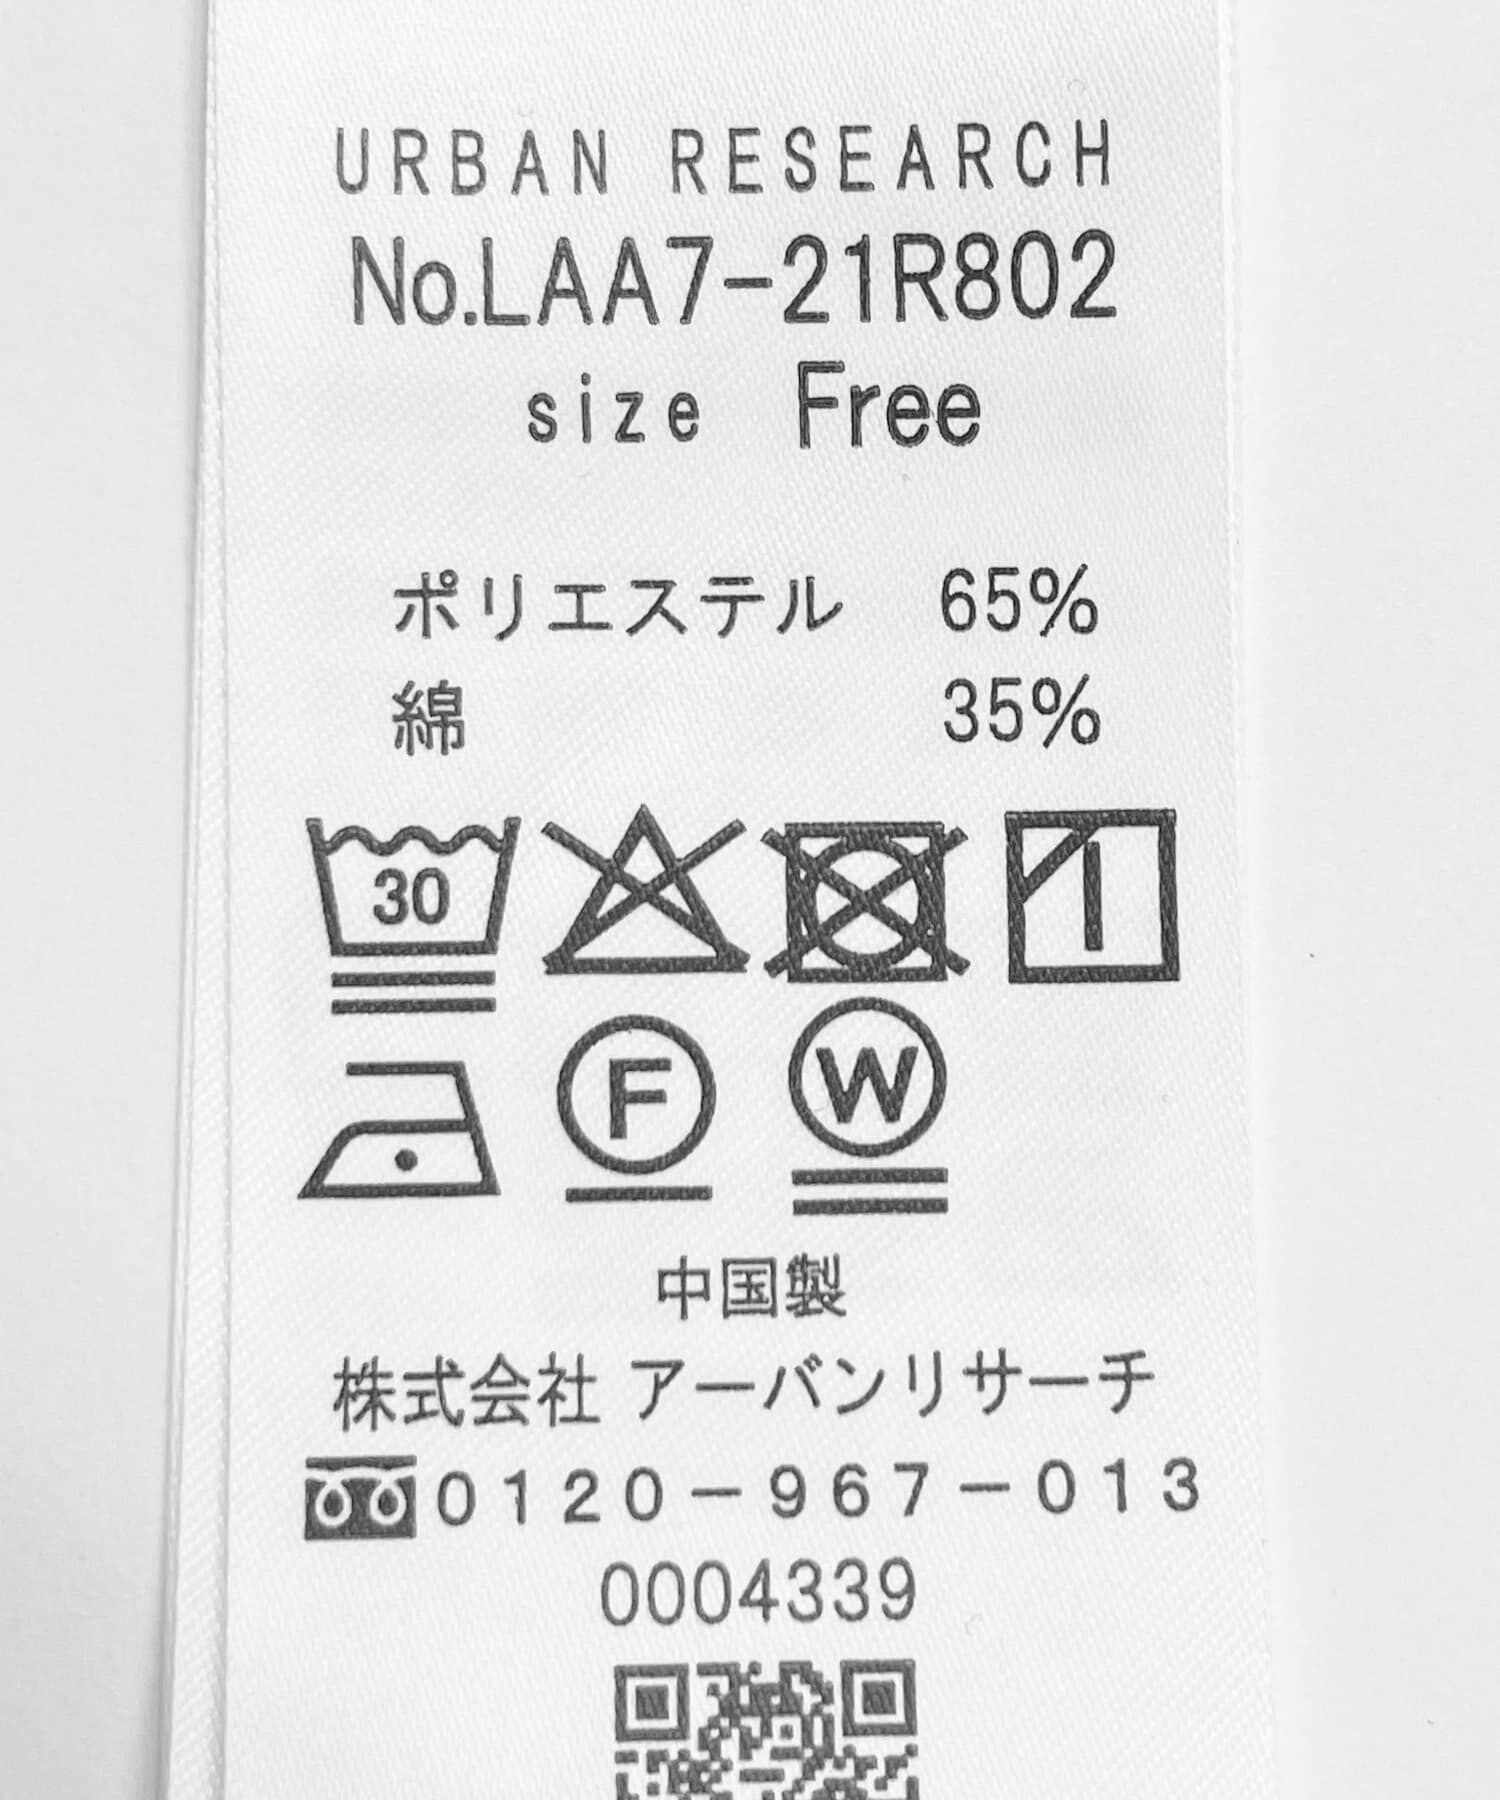 URBAN RESEARCH
No.LAA7-21R802
size Free
ポリエステル 65%
綿 35%
30
F W
中国製
株式会社 アーバンリサーチ
0120-967-013
0004339